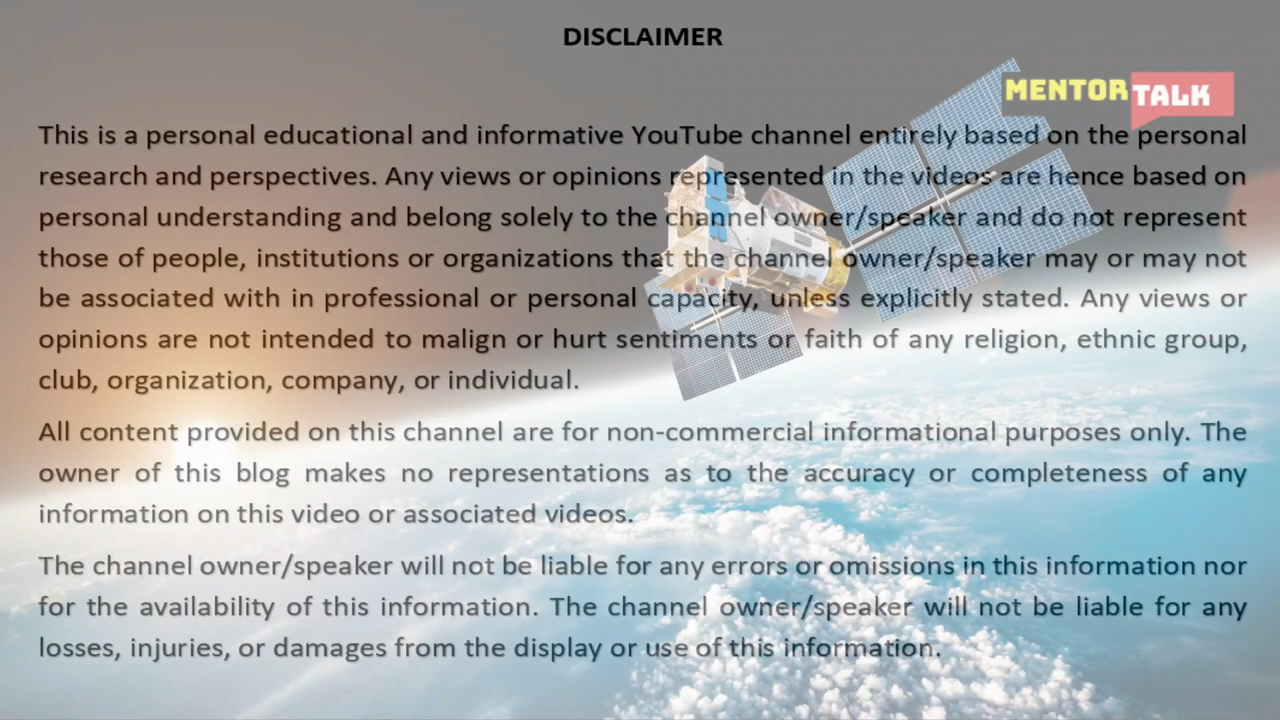 DISCLAIMER
MENTOR TALK
This is a personal educational and informative YouTube channel entirely based on the personal
research and perspectives. Any views or opinions represented in the videos are hence based on
personal understanding and belong solely to the channel owner/speaker and do not represent
those of people, institutions or organizations that the channel owner/speaker may or may not
be associated with in professional or personal capacity, unless explicitly stated. Any views or
opinions are not intended to malign or hurt sentiments or faith of any religion, ethnic group,
club, organization, company, or individual.
All content provided on this channel are for non-commercial informational purposes only. The
owner of this blog makes no representations as to the accuracy or completeness of any
information on this video or associated videos.
The channel owner/speaker will not be liable for any errors or omissions in this information nor
for the availability of this information. The channel owner/speaker will not be liable for any
losses, injuries, or damages from the display or use of this information.